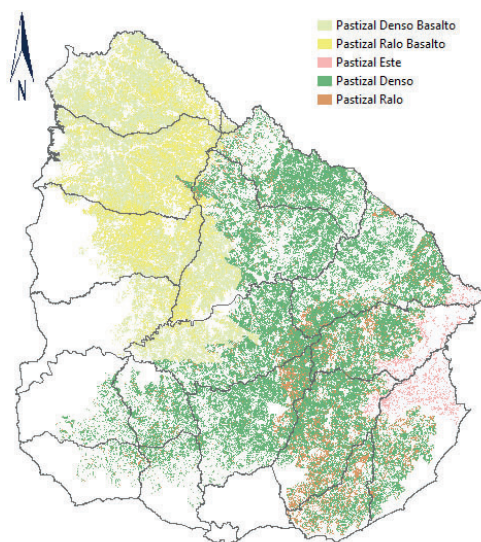 Pastizal Denso Basalto
Pastizal Ralo Basalto
Pastizal Este
Pastizal Denso
Pastizal Ralo
N